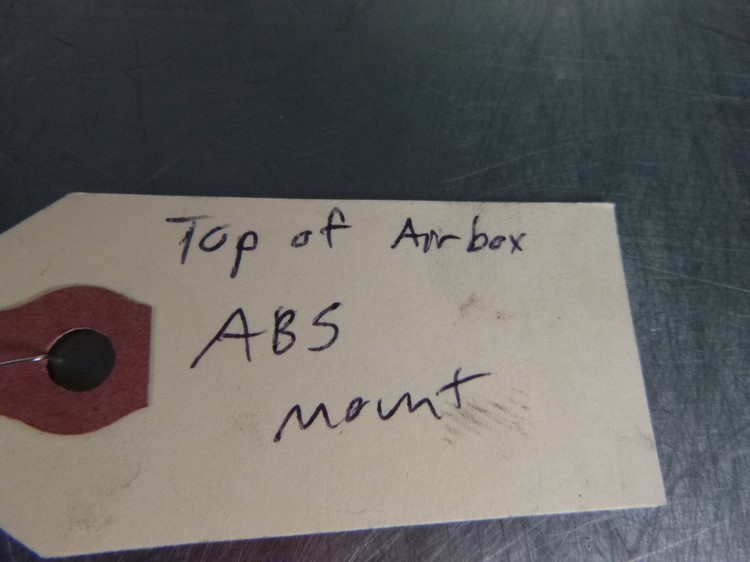 Top of Airbox
ABS
Mount